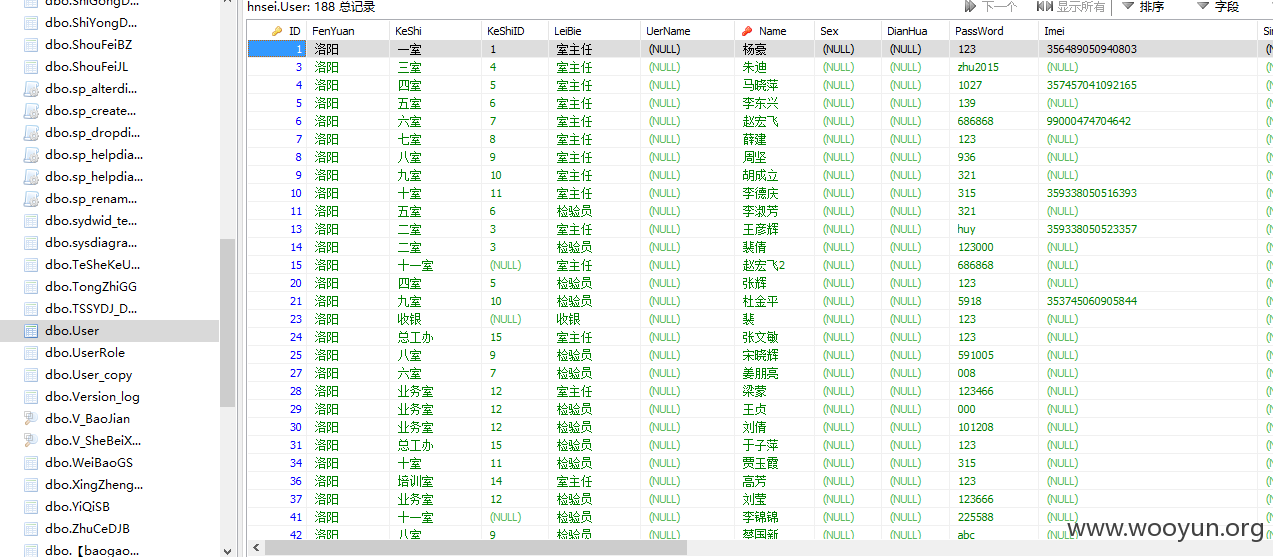 dbo.ShiGongD...
dbo.ShiYongD...
dbo.ShouFeiBZ
dbo.ShouFeiJL
dbo.sp_alterdi...
dbo.sp_create...
dbo.sp_dropdi...
dbo.sp_helpdia...
dbo.sp_helpdia...
dbo.sp_renam...
dbo.sydwid_te...
dbo.sysdiagra...
dbo.TeSheKeU...
dbo.TongZhiGG
dbo.TSSYDJ_D...
dbo.User
dbo.UserRole
dbo.User_copy
dbo.Version_log
dbo.V_BaoJian
dbo.V_SheBeiX...
dbo.WeiBaoGS
dbo.XingZheng...
dbo.YiQiSB
dbo.ZhuCeDJB
dbo.【baogao...
hnsei.User: 188 总记录 下一个 显示所有 排序 字段
ID FenYuan KeShi KeShiID LeiBie UerName Name Sex DianHua PassWord Imei
1 洛阳 一室 1 室主任 (NULL) 杨豪 (NULL) (NULL) 123 356489050940803
3 洛阳 三室 4 室主任 (NULL) 朱迪 (NULL) (NULL) zhu2015 (NULL)
4 洛阳 四室 5 室主任 (NULL) 马晓萍 (NULL) (NULL) 1027 357457041092165
5 洛阳 五室 6 室主任 (NULL) 李东兴 (NULL) (NULL) 139 (NULL)
6 洛阳 六室 7 室主任 (NULL) 赵宏飞 (NULL) (NULL) 686868 99000474704642
7 洛阳 七室 8 室主任 (NULL) 薛建 (NULL) (NULL) 123 (NULL)
8 洛阳 八室 9 室主任 (NULL) 周坚 (NULL) (NULL) 936 (NULL)
9 洛阳 九室 10 室主任 (NULL) 胡成立 (NULL) (NULL) 321 (NULL)
10 洛阳 十室 11 室主任 (NULL) 李德庆 (NULL) (NULL) 315 359338050516393
11 洛阳 五室 6 检验员 (NULL) 李淑芳 (NULL) (NULL) 321 (NULL)
13 洛阳 二室 3 室主任 (NULL) 王彦辉 (NULL) (NULL) huy 359338050523357
14 洛阳 二室 3 检验员 (NULL) 裴倩 (NULL) (NULL) 123000 (NULL)
15 洛阳 十一室 (NULL) 室主任 (NULL) 赵宏飞2 (NULL) (NULL) 686868 (NULL)
20 洛阳 四室 5 检验员 (NULL) 张辉 (NULL) (NULL) 123 (NULL)
21 洛阳 九室 10 检验员 (NULL) 杜金平 (NULL) (NULL) 5918 353745060905844
23 洛阳 收银 (NULL) 收银 (NULL) 裴 (NULL) (NULL) 123 (NULL)
24 洛阳 总工办 15 室主任 (NULL) 张文敏 (NULL) (NULL) 123 (NULL)
25 洛阳 八室 9 检验员 (NULL) 宋晓辉 (NULL) (NULL) 591005 (NULL)
27 洛阳 六室 7 检验员 (NULL) 姜朋亮 (NULL) (NULL) 008 (NULL)
28 洛阳 业务室 12 室主任 (NULL) 梁蒙 (NULL) (NULL) 123466 (NULL)
29 洛阳 业务室 12 检验员 (NULL) 王贞 (NULL) (NULL) 000 (NULL)
30 洛阳 业务室 12 检验员 (NULL) 刘倩 (NULL) (NULL) 101208 (NULL)
31 洛阳 总工办 15 检验员 (NULL) 于子萍 (NULL) (NULL) 123 (NULL)
34 洛阳 十室 11 检验员 (NULL) 贾玉霞 (NULL) (NULL) 315 (NULL)
36 洛阳 培训室 14 室主任 (NULL) 高芳 (NULL) (NULL) 123 (NULL)
37 洛阳 业务室 12 检验员 (NULL) 刘莹 (NULL) (NULL) 123666 (NULL)
41 洛阳 十一室 (NULL) 检验员 (NULL) 李锦锦 (NULL) (NULL) 225588 (NULL)
42 洛阳 八室 9 检验员 (NULL) 蔡国新 (NULL) (NULL) abc (NULL)
www.wooyun.org